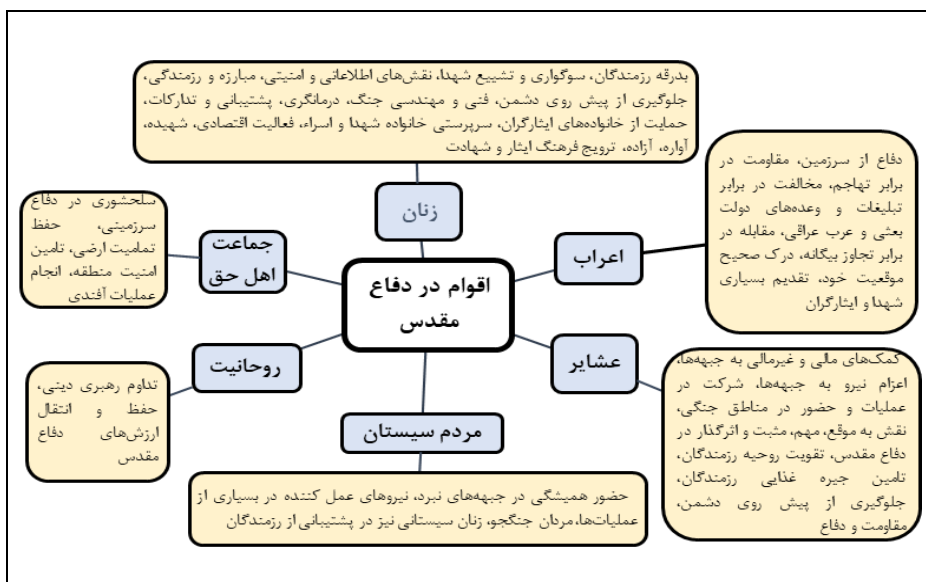 بدرقه رزمندگان، سوگواری و تشییع شهدا، نقش‌های اطلاعاتی و امنیتی، مبارزه و رزمندگی،
جلوگیری از پیش روی دشمن، فنی و مهندسی جنگ، درمانگری، پشتیبانی و تدارکات،
حمایت از خانواده‌های ایثارگران، سرپرستی خانواده شهدا و اسراء، فعالیت اقتصادی، شهیده،
آواره، آزاده، ترویج فرهنگ ایثار و شهادت
زنان
دفاع از سرزمین، مقاومت در
برابر تهاجم، مخالفت در برابر
تبلیغات و وعده‌های دولت
بعثی و عرب عراقی، مقابله در
برابر تجاوز بیگانه، درک صحیح
موقعیت خود، تقدیم بسیاری
شهدا و ایثارگران
اعراب
سلحشوری در دفاع
سرزمینی، حفظ
تمامیت ارضی، تامین
امنیت منطقه، انجام
عملیات آفندی
جماعت
اهل حق
اقوام در دفاع
مقدس
عشایر
کمک‌های مالی و غیرمالی به جبهه‌ها،
اعزام نیرو به جبهه‌ها، شرکت در
عملیات و حضور در مناطق جنگی،
نقش به موقع، مهم، مثبت و اثرگذار در
دفاع مقدس، تقویت روحیه رزمندگان،
تامین جیره غذایی رزمندگان،
جلوگیری از پیش روی دشمن،
مقاومت و دفاع
روحانیت
تداوم رهبری دینی،
حفظ و انتقال
ارزش‌های دفاع
مقدس
مردم سیستان
حضور همیشگی در جبهه‌های نبرد، نیروهای عمل کننده در بسیاری از
عملیات‌ها، مردان جنگجو، زنان سیستانی نیز در پشتیبانی از رزمندگان